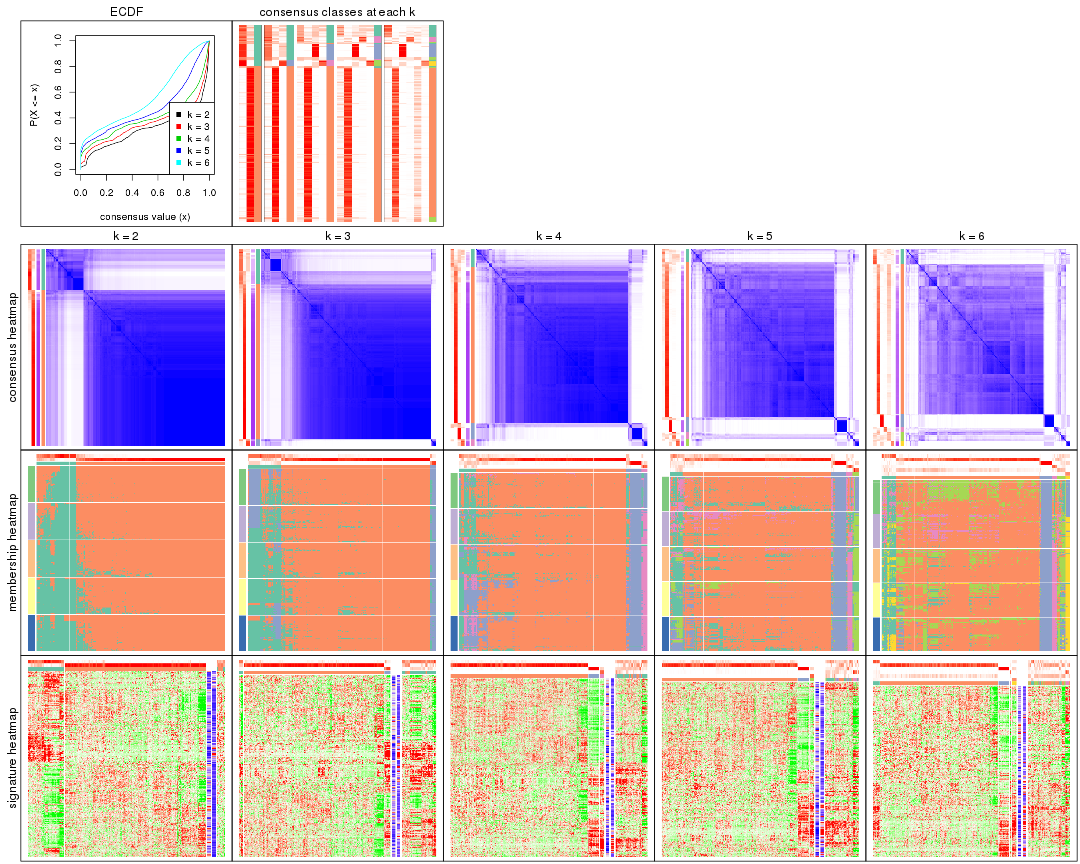 ECDF
consensus classes at each k
P(X <= x)
0.0 0.2 0.4 0.6 0.8 1.0
k = 2
k = 3
k = 4
k = 5
k = 6
0.0 0.2 0.4 0.6 0.8 1.0
consensus value (x)
k = 2 k = 3 k = 4 k = 5 k = 6
consensus heatmap
membership heatmap
signature heatmap